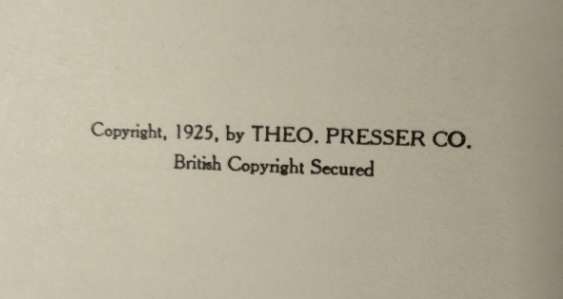 Copyright, 1925, by THEO. PRESSER CO.
British Copyright Secured